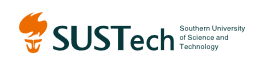 SUSTech
Southern University
of Science and
Technology